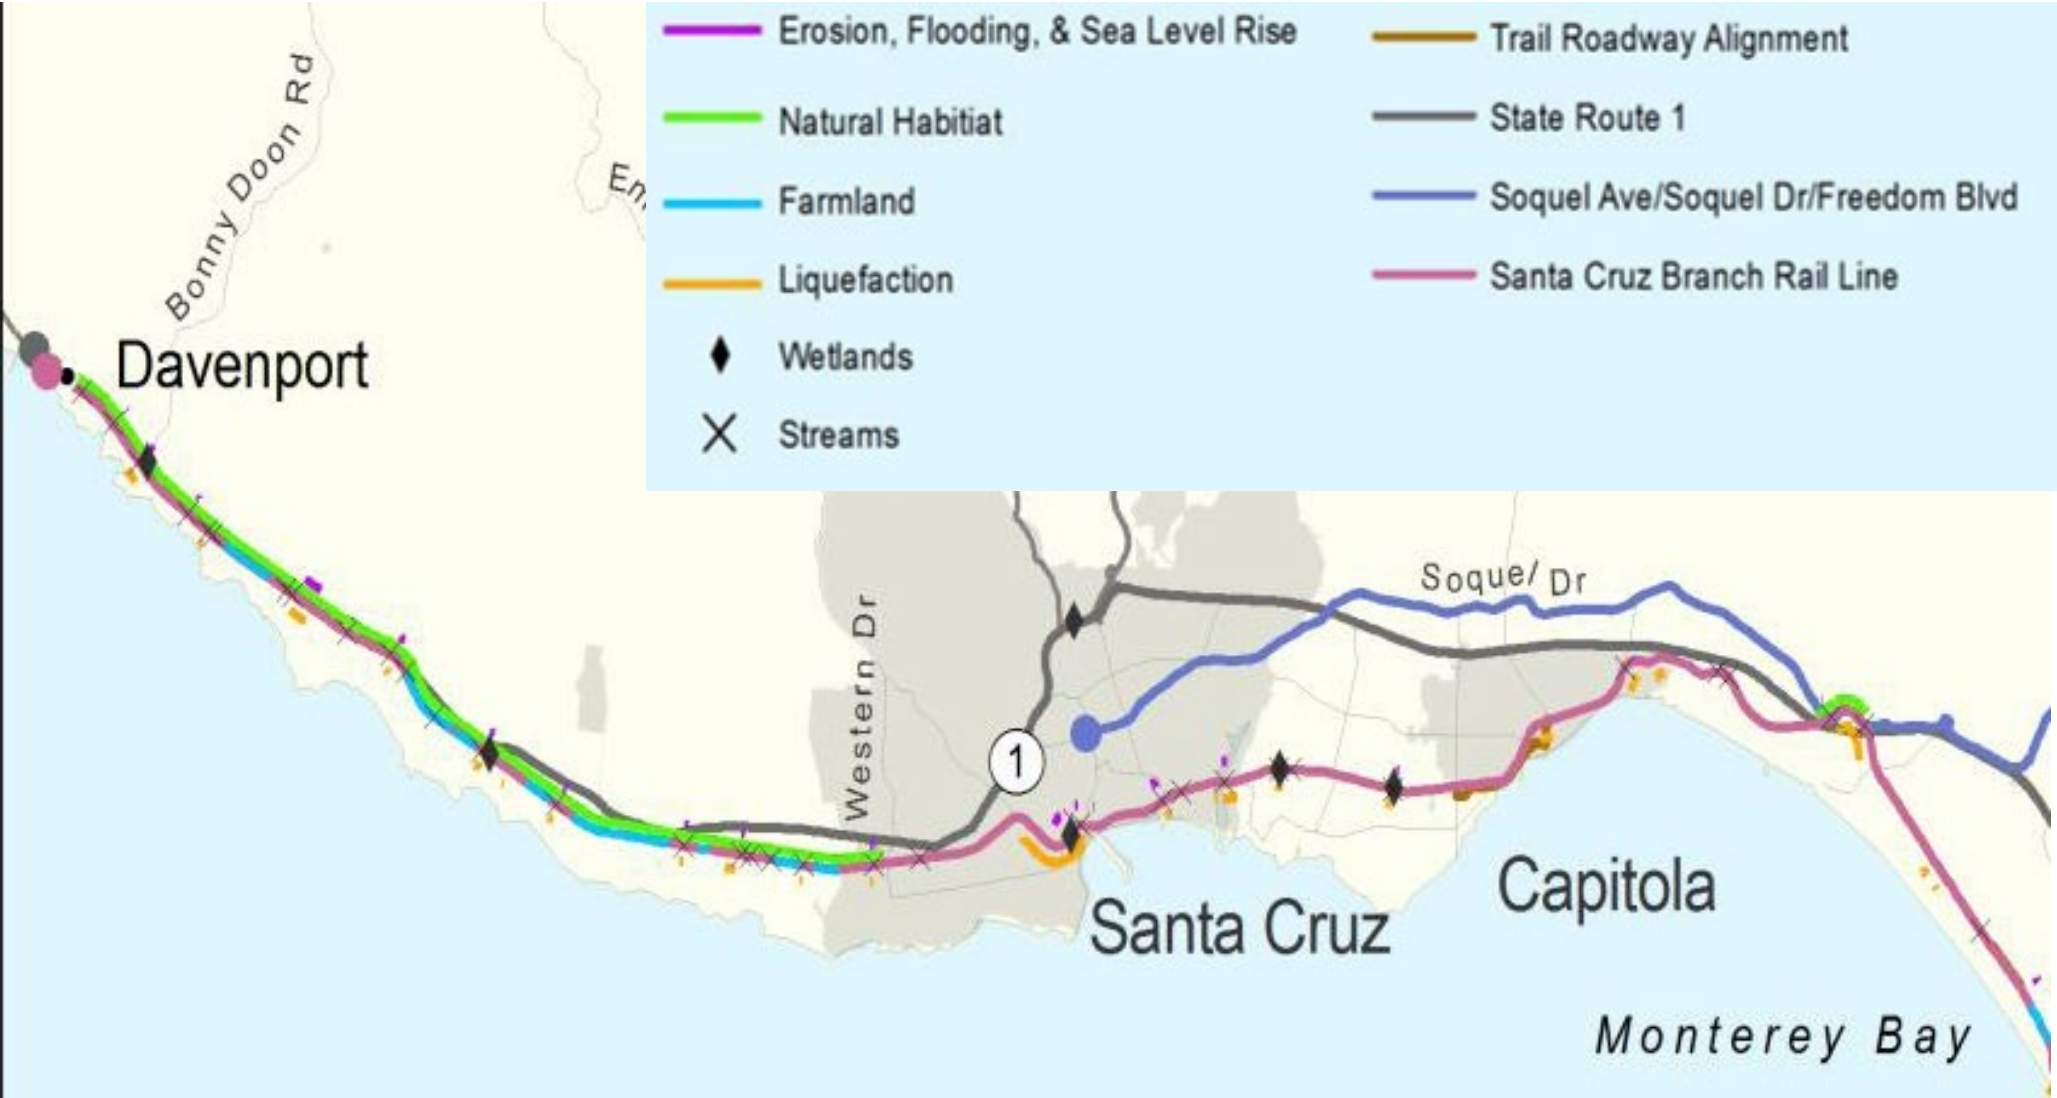 Erosion, Flooding, & Sea Level Rise
Natural Habitiat
Farmland
Liquefaction
Wetlands
Streams
Trail Roadway Alignment
State Route 1
Soquel Ave/Soquel Dr/Freedom Blvd
Santa Cruz Branch Rail Line
Bonny Doon Rd
Em
Davenport
Soquel Dr
Western Dr
1
Capitola
Santa Cruz
Monterey Bay